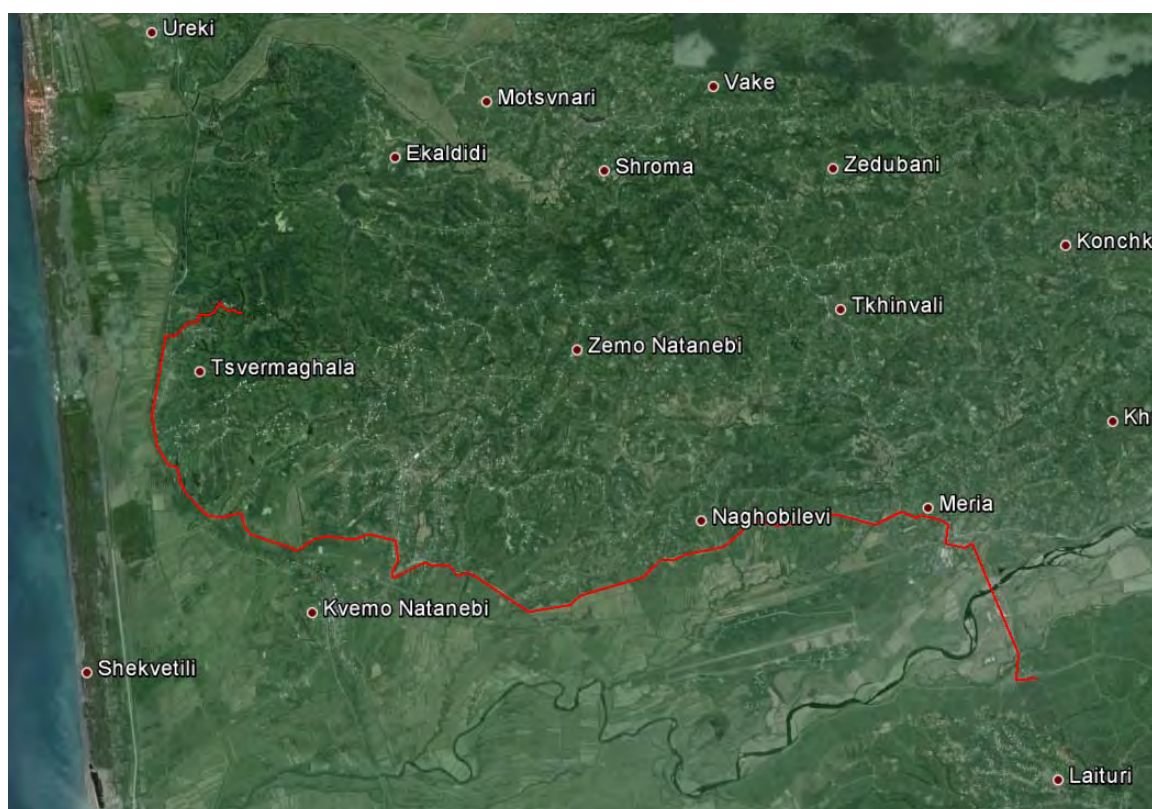 Ureki
Vake
Motsvnari
Ekaldidi
Shroma
Zedubani
Konchk
Tkhinvali
Zemo Natanebi
Tsvermaghala
Kh
Meria
Naghobilevi
Kvemo Natanebi
Shekvetili
Laituri